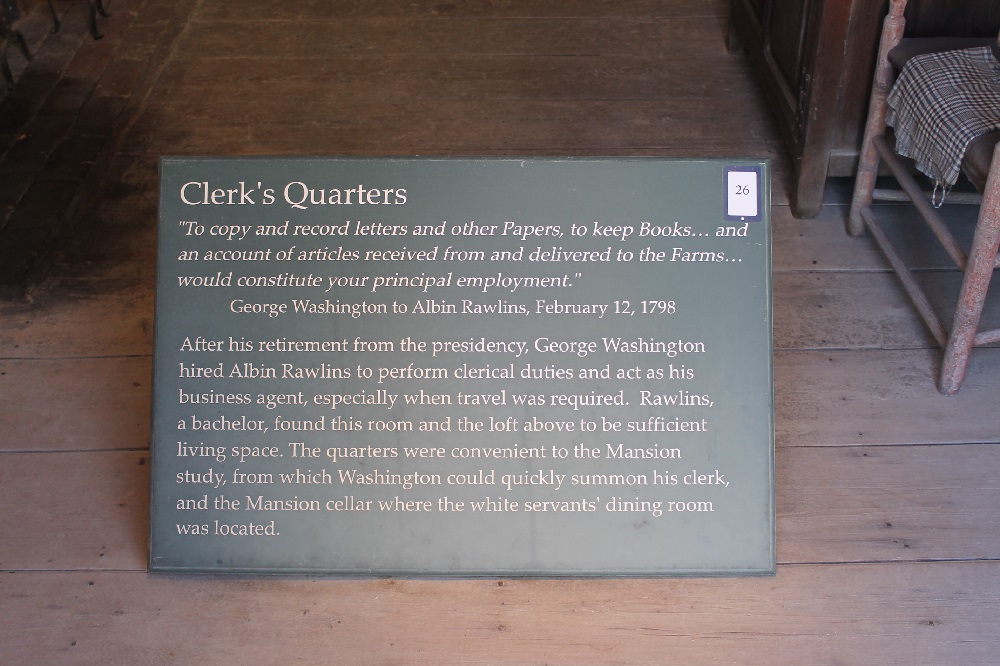 Clerk's Quarters
26
"To copy and record letters and other Papers, to keep Books... and
an account of articles received from and delivered to the Farms...
would constitute your principal employment."
George Washington to Albin Rawlins, February 12, 1798
After his retirement from the presidency, George Washington
hired Albin Rawlins to perform clerical duties and act as his
business agent, especially when travel was required.  Rawlins,
a bachelor, found this room and the loft above to be sufficient
living space. The quarters were convenient to the Mansion
study, from which Washington could quickly summon his clerk,
and the Mansion cellar where the white servants' dining room
was located.